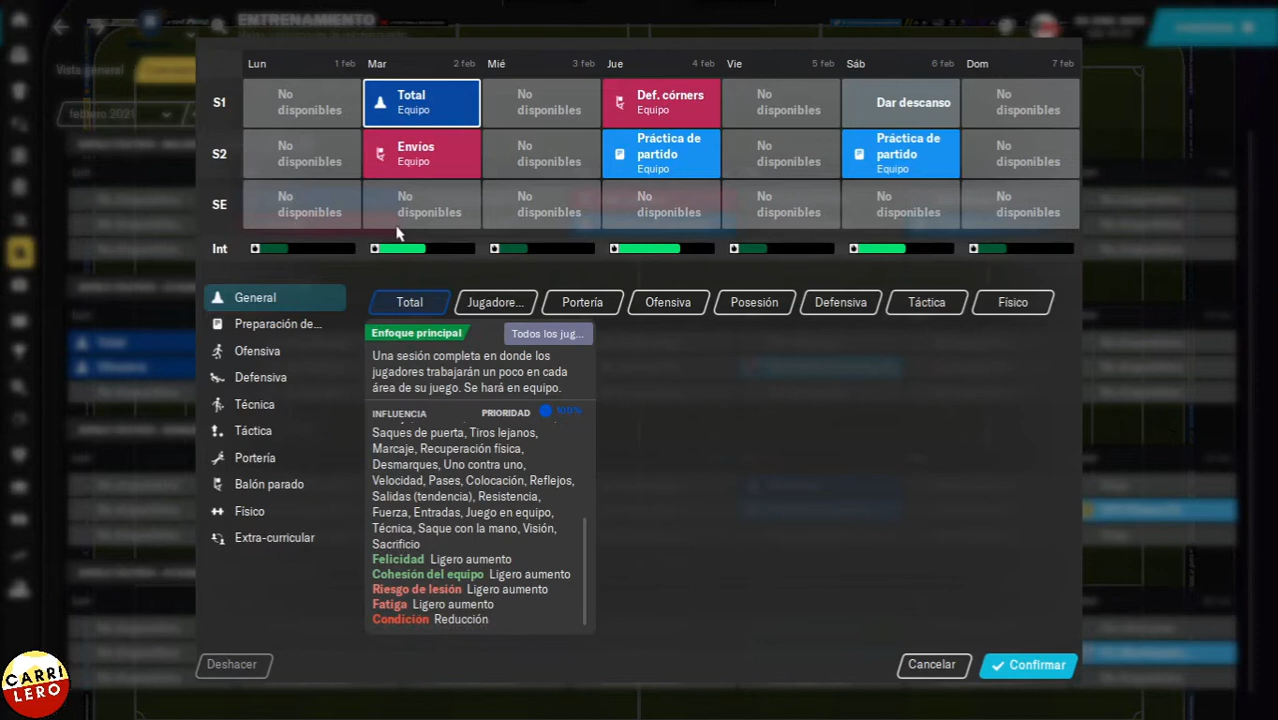 ENTRENAMIENTO
Vista general
febrero 2021
Lun 1 feb Mar 2 feb Mié 3 feb Jue 4 feb Vie 5 feb Sáb 6 feb Dom 7 feb
S1
No disponibles
Total
Equipo
No disponibles
Def. córners
Equipo
No disponibles
Dar descanso
No disponibles
S2
No disponibles
Envíos
Equipo
No disponibles
Práctica de partido
Equipo
No disponibles
Práctica de partido
Equipo
No disponibles
SE
No disponibles
No disponibles
No disponibles
No disponibles
No disponibles
No disponibles
No disponibles
Int
General
Preparación de...
Ofensiva
Defensiva
Técnica
Táctica
Portería
Balón parado
Físico
Extra-curricular
Total Jugadore... Portería Ofensiva Posesión Defensiva Táctica Físico
Enfoque principal Todos los jug...
Una sesión completa en donde los
jugadores trabajarán un poco en cada
área de su juego. Se hará en equipo.
INFLUENCIA PRIORIDAD 100%
Saques de puerta, Tiros lejanos,
Marcaje, Recuperación física,
Desmarques, Uno contra uno,
Velocidad, Pases, Colocación, Reflejos,
Salidas (tendencia), Resistencia,
Fuerza, Entradas, Juego en equipo,
Técnica, Saque con la mano, Visión,
Sacrificio
Felicidad Ligero aumento
Cohesión del equipo Ligero aumento
Riesgo de lesión Ligero aumento
Fatiga Ligero aumento
Condición Reducción
Deshacer Cancelar Confirmar
CARRI
LERO